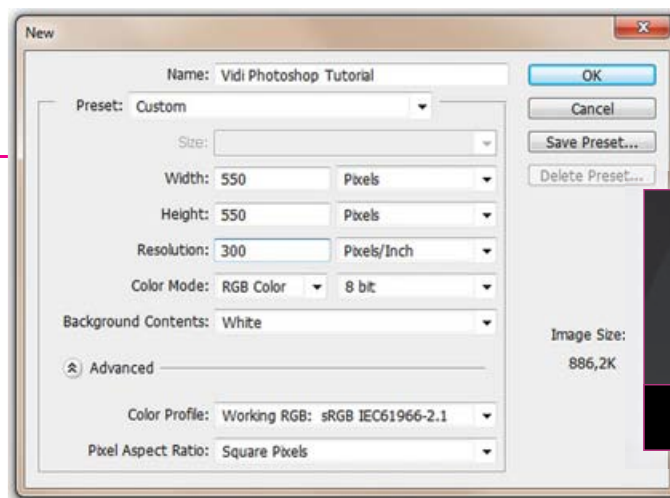 New
Name: Vidi Photoshop Tutorial
OK
Preset: Custom
Cancel
Size:
Save Preset...
Width: 550 Pixels
Delete Preset...
Height: 550 Pixels
Resolution: 300 Pixels/Inch
Color Mode: RGB Color 8 bit
Background Contents: White
Image Size:
886,2K
Advanced
Color Profile: Working RGB: sRGB IEC61966-2.1
Pixel Aspect Ratio: Square Pixels